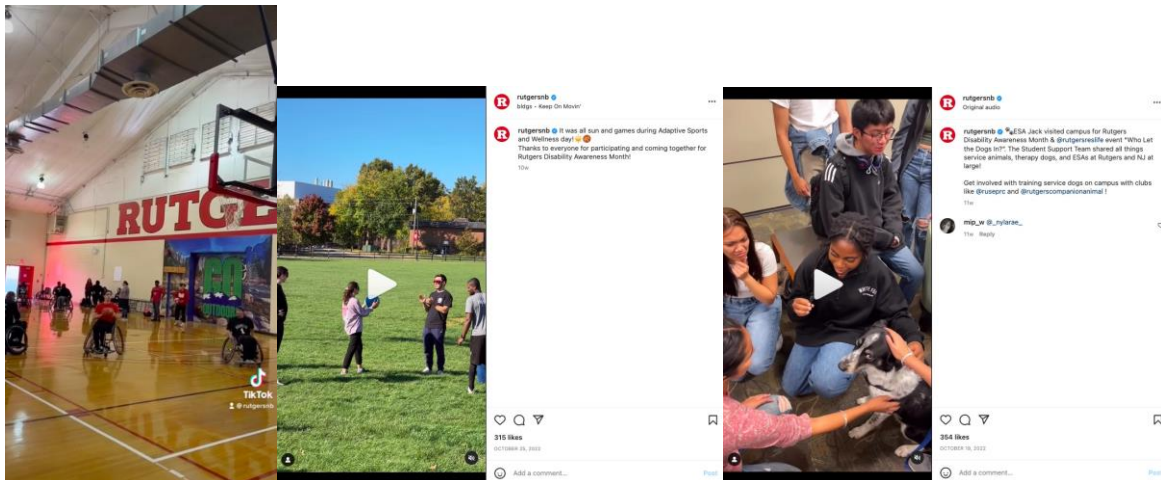 RUTGE
GA
OUTDOOR
TikTok
@rutgersnb
R
rutgersnb
bldgs • Keep On Movin'
R
rutgersnb It was all sun and games during Adaptive Sports
and Wellness day!
Thanks to everyone for participating and coming together for
Rutgers Disability Awareness Month!
10w
315 likes
Add a comment...
Post
R
rutgersnb
Original audio
R
rutgersnb 🐾ESA Jack visited campus for Rutgers
Disability Awareness Month & @rutgersreslife event "Who Let
the Dogs In?". The Student Support Team shared all things
service animals, therapy dogs, and ESAs at Rutgers and NJ at
large!
Get involved with training service dogs on campus with clubs
like @ruseprc and @rutgerscompanionanimal !
11w
mip_w @_nylarae_
11w Reply
354 likes
OCTOBER 19, 2022
Add a comment...
Post